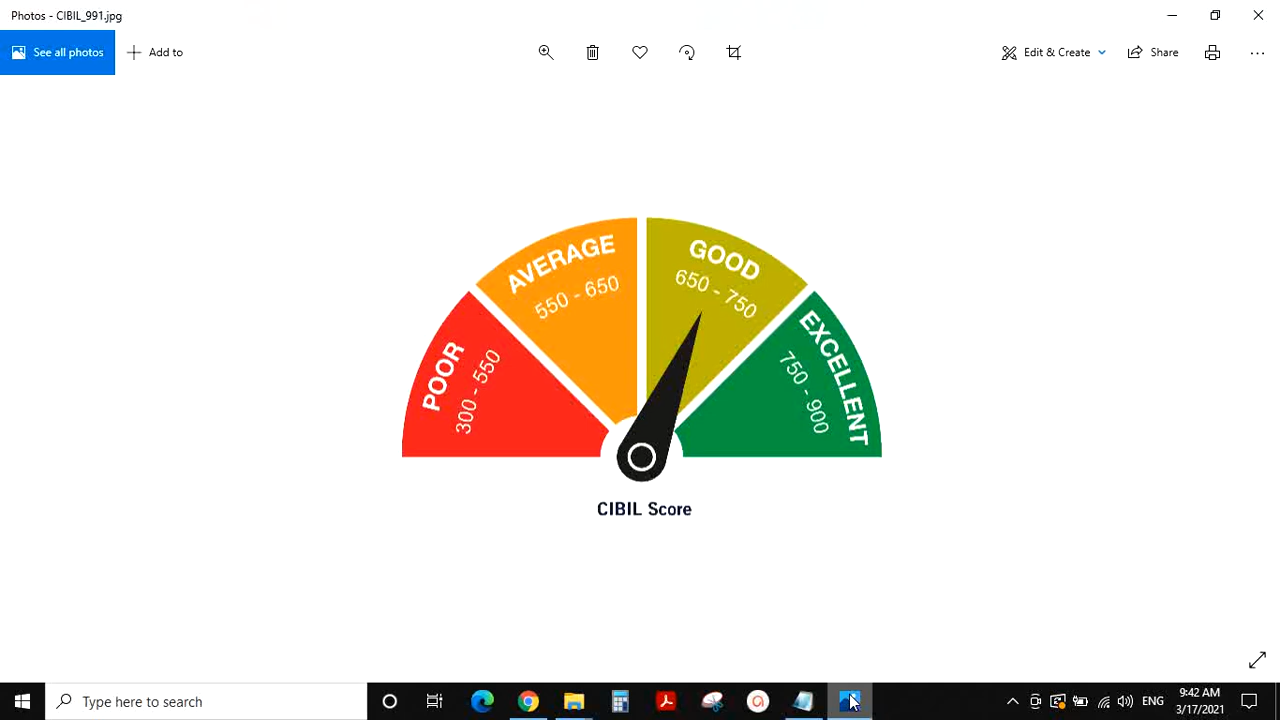 Photos - CIBIL_991.jpg
See all photos
Add to
Edit & Create
Share
POOR
300 - 550
AVERAGE
550 - 650
GOOD
650 - 750
EXCELLENT
750 - 900
CIBIL Score
Type here to search
ENG
9:42 AM
3/17/2021